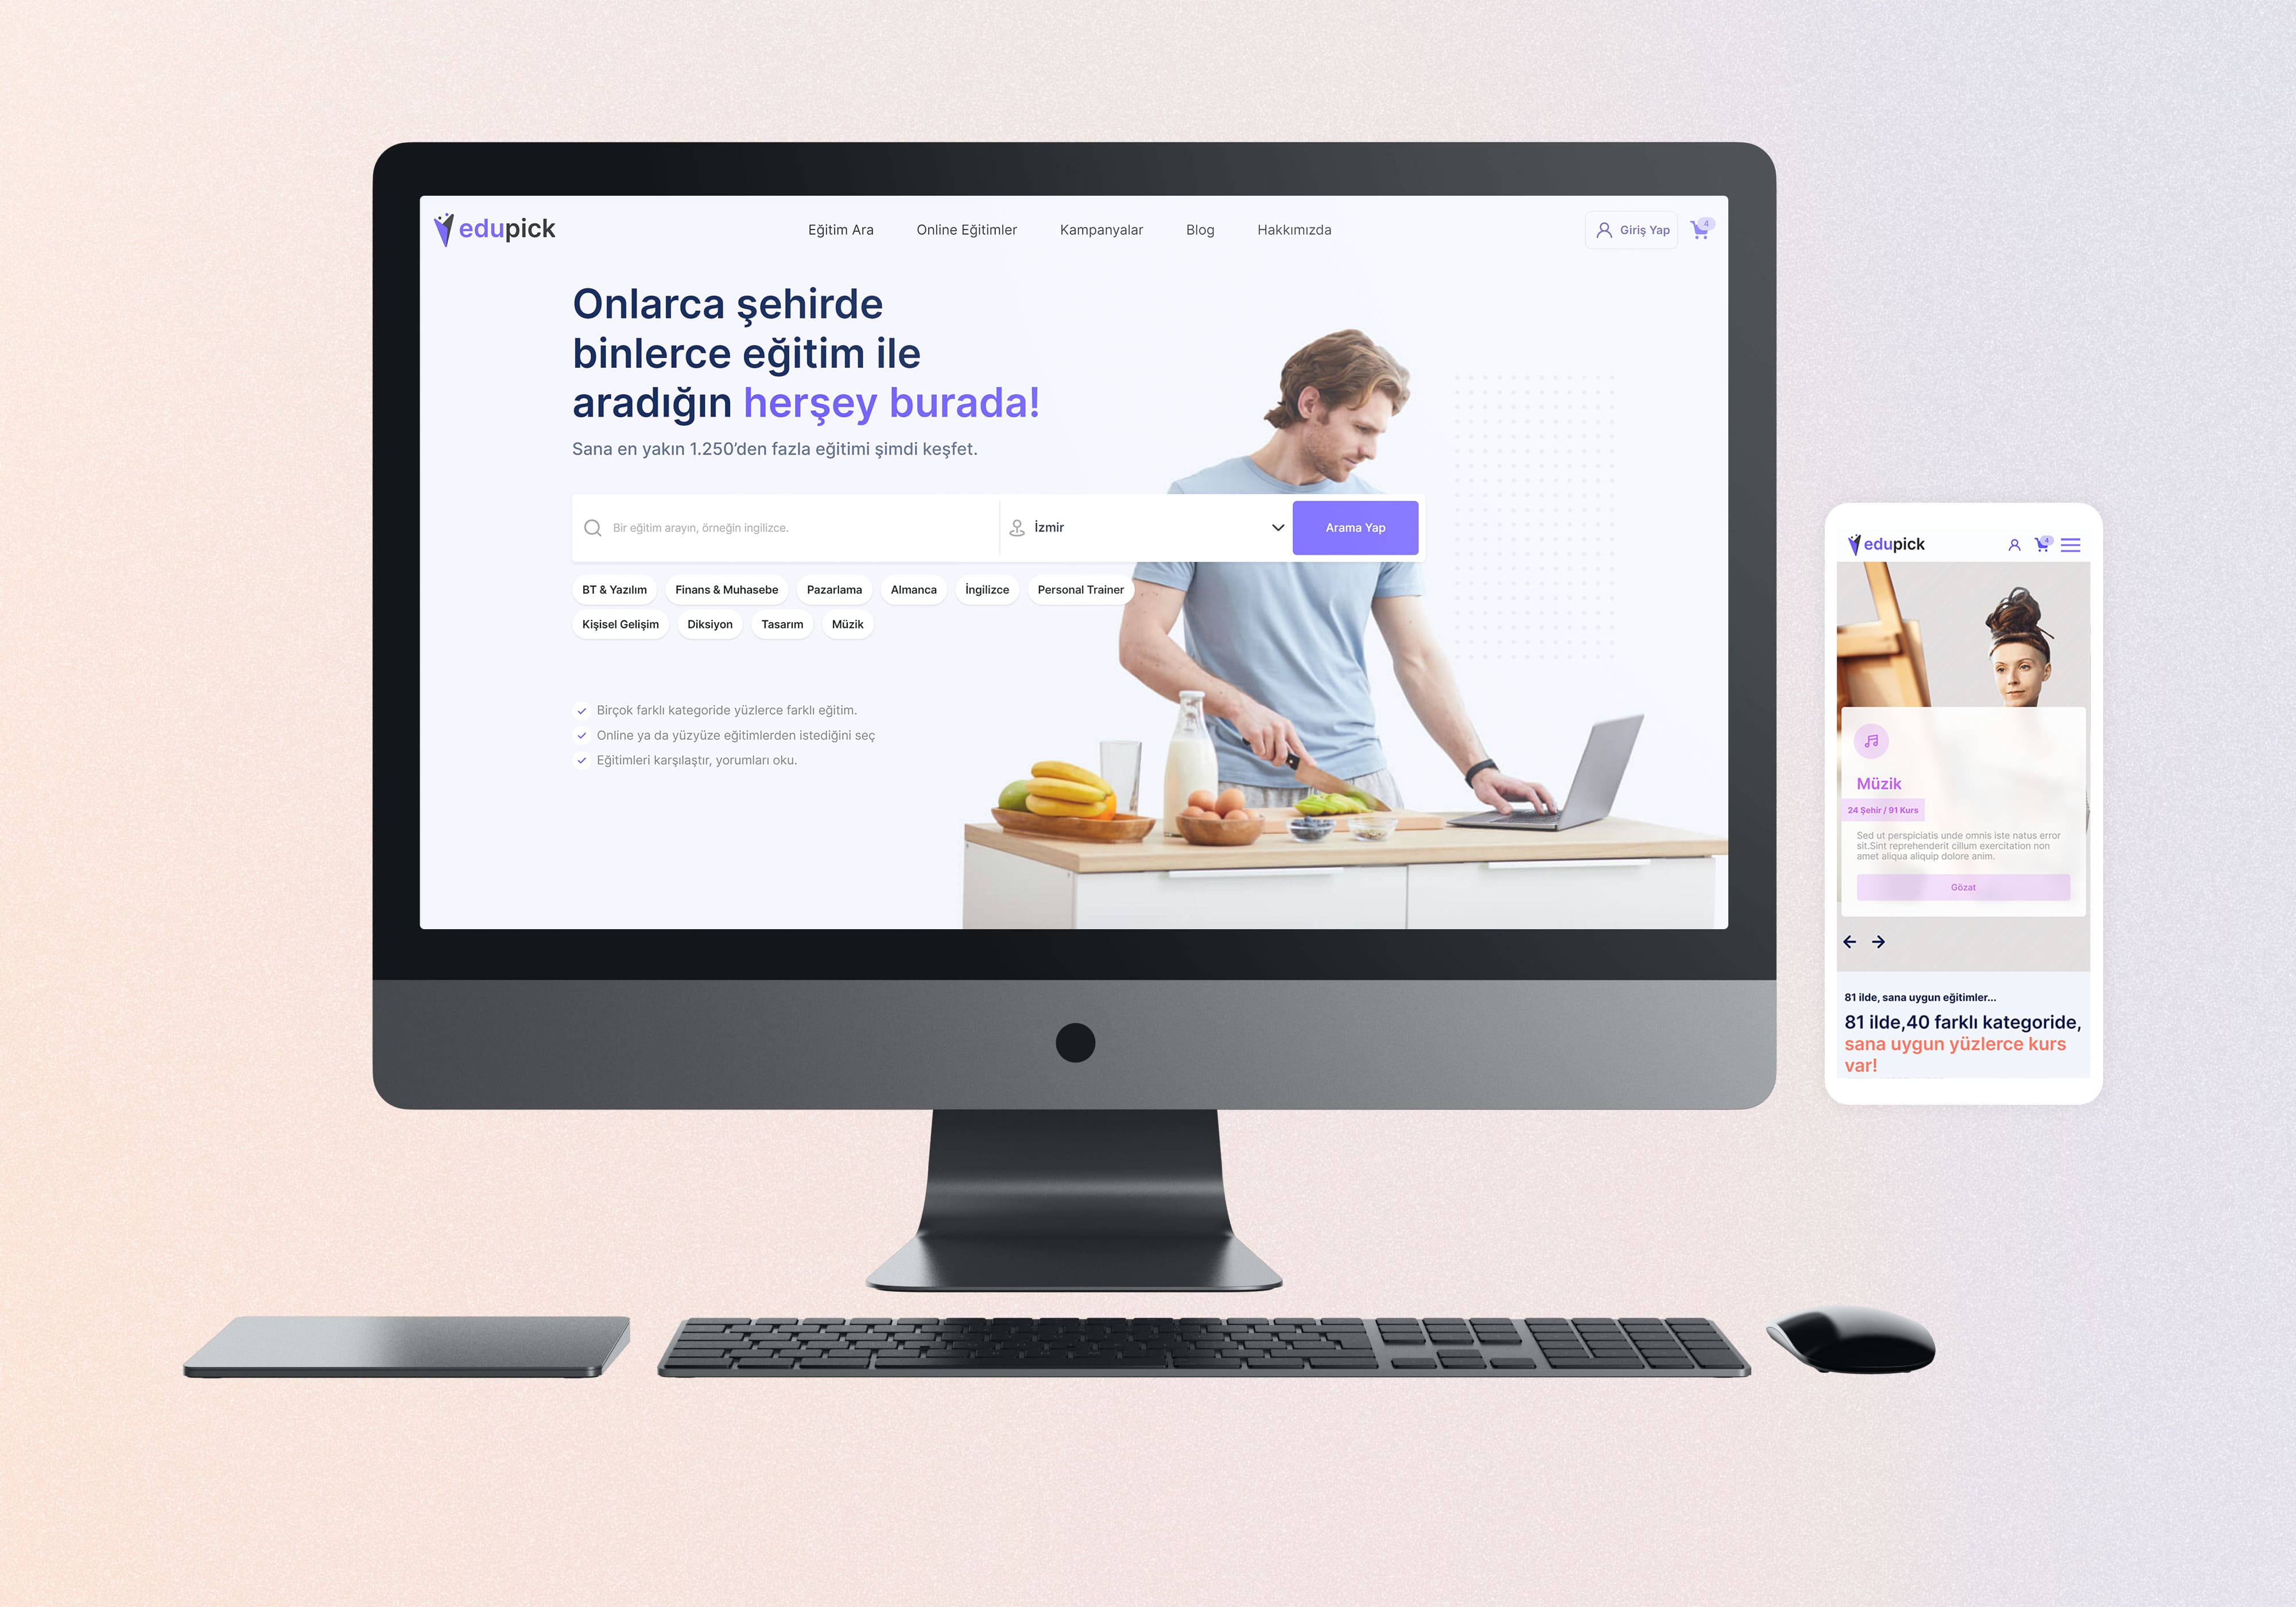 edupick
Eğitim Ara
Online Eğitimler
Kampanyalar
Blog
Hakkımızda
Giriş Yap
4
Onlarca şehirde
binlerce eğitim ile
aradığın herşey burada!
Sana en yakın 1.250'den fazla eğitimi şimdi keşfet.
Bir eğitim arayın, örneğin ingilizce.
İzmir
Arama Yap
BT & Yazılım
Finans & Muhasebe
Pazarlama
Almanca
İngilizce
Personal Trainer
Kişisel Gelişim
Diksiyon
Tasarım
Müzik
Birçok farklı kategoride yüzlerce farklı eğitim.
Online ya da yüzyüze eğitimlerden istediğini seç
Eğitimleri karşılaştır, yorumları oku.
edupick
4
Müzik
24 Şehir / 91 Kurs
Sed ut perspiciatis unde omnis iste natus error
sit.Sint reprehenderit cillum exercitation non
amet aliqua aliquip dolore anim.
Gözat
81 ilde, sana uygun eğitimler...
81 ilde,40 farklı kategoride,
sana uygun yüzlerce kurs
var!